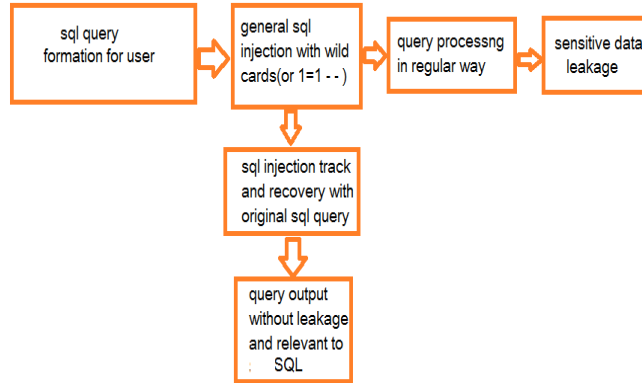 sql query
formation for user
general sql
injection with wild
cards(or 1=1 - - )
query processng
in regular way
sensitive data
leakage
sql injection track
and recovery with
original sql query
query output
without leakage
and relevant to
: SQL